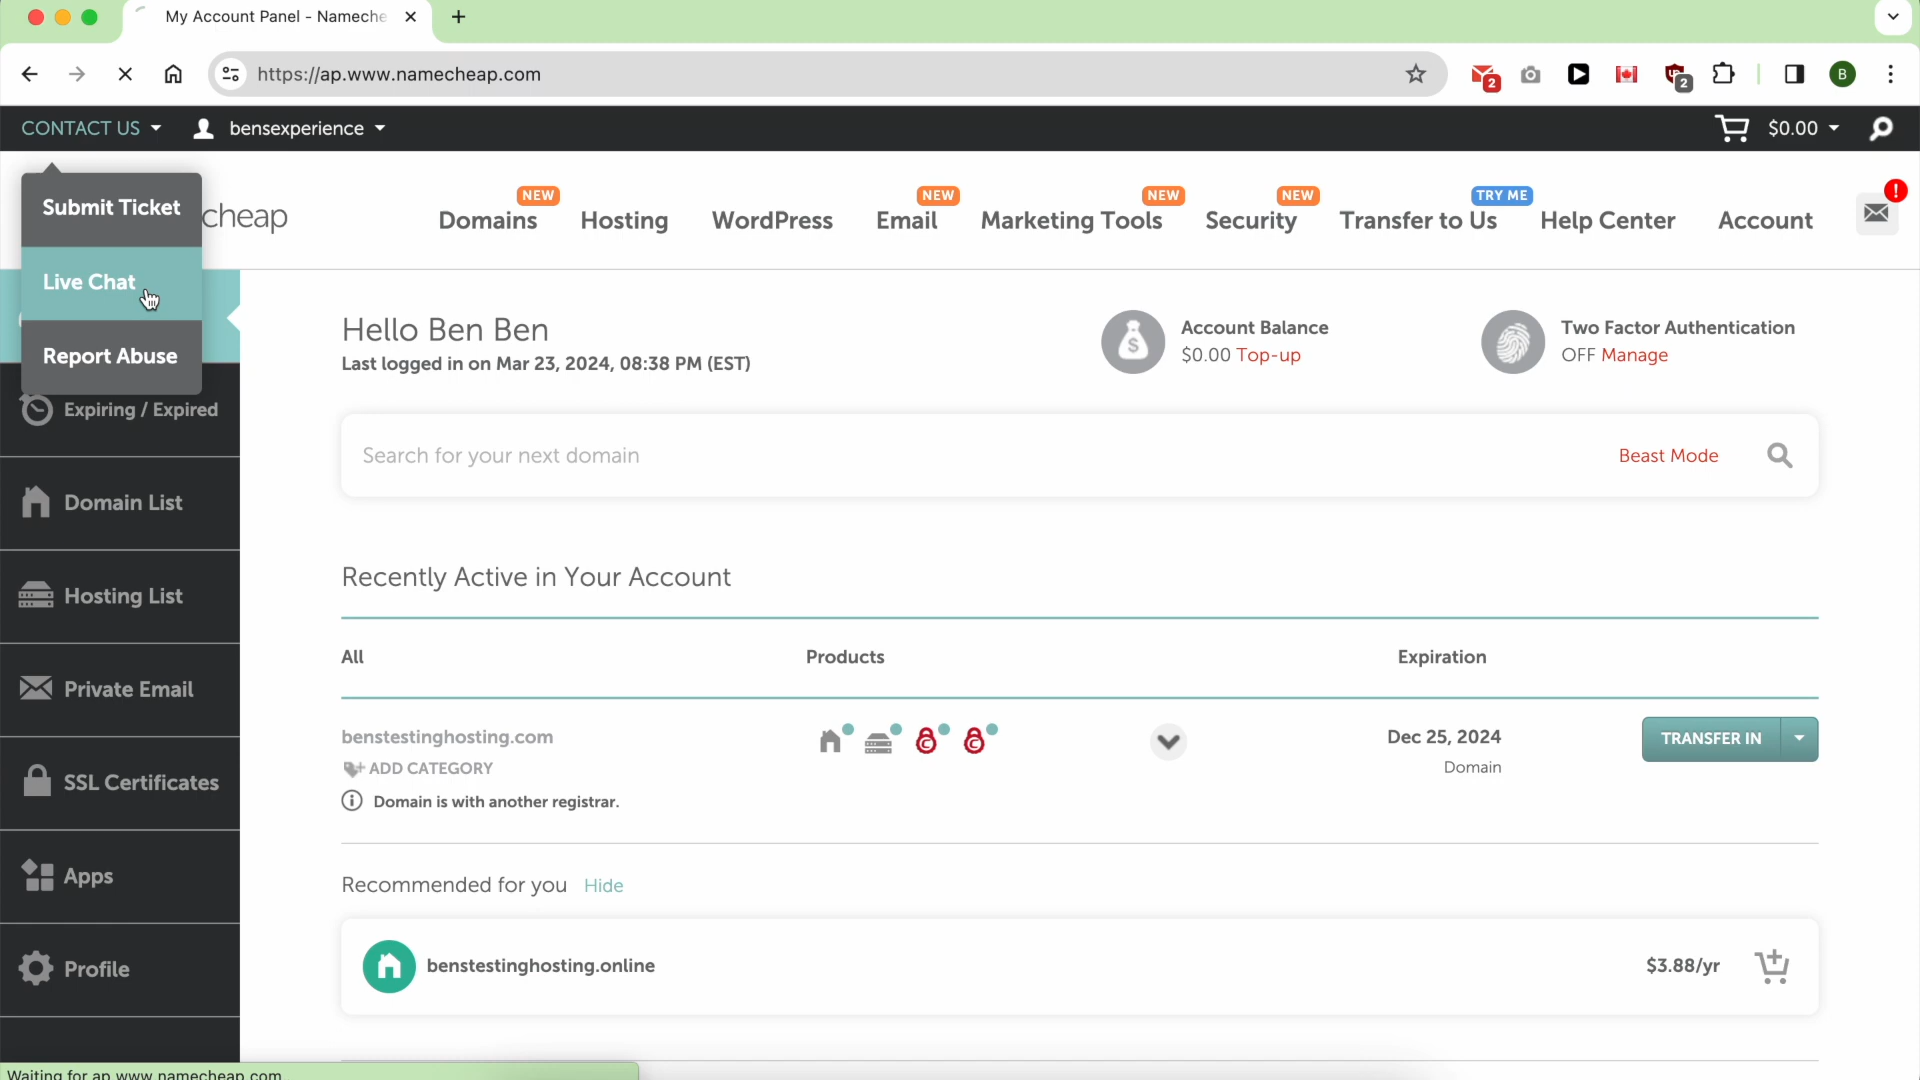 My Account Panel - Namech
https://ap.www.namecheap.com
2
2
B
CONTACT US
bensexperience
$0.00
Submit Ticket
Live Chat
Report Abuse
cheap
NEW
Domains
Hosting
WordPress
NEW
Email
NEW
Marketing Tools
NEW
Security
TRY ME
Transfer to Us
Help Center
Account
!
Hello Ben Ben
Last logged in on Mar 23, 2024, 08:38 PM (EST)
$
Account Balance
$0.00 Top-up
Two Factor Authentication
OFF Manage
Expiring / Expired
Domain List
Hosting List
Private Email
SSL Certificates
Apps
Profile
Search for your next domain
Beast Mode
Recently Active in Your Account
All
Products
Expiration
benstestinghosting.com
ADD CATEGORY
Domain is with another registrar.
Dec 25, 2024
Domain
TRANSFER IN
Recommended for you Hide
benstestinghosting.online
$3.88/yr
Waiting for ap.www.namecheap.com